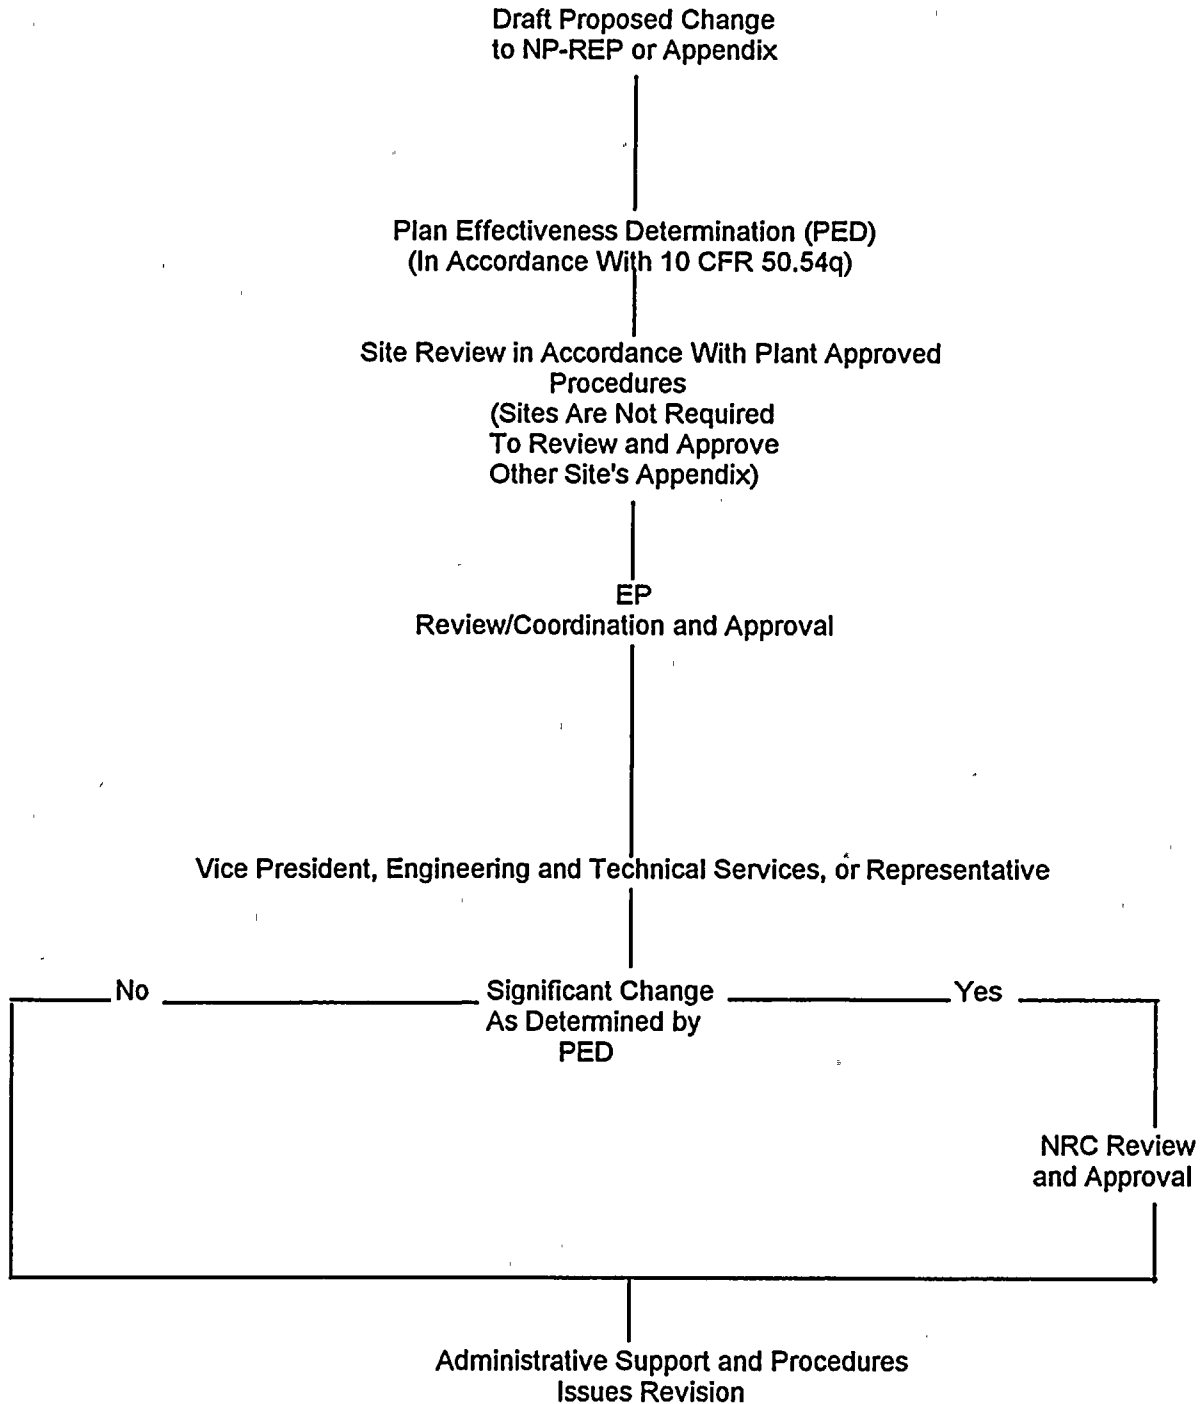 Draft Proposed Change
to NP-REP or Appendix
Plan Effectiveness Determination (PED)
(In Accordance With 10 CFR 50.54q)
Site Review in Accordance With Plant Approved
Procedures
(Sites Are Not Required
To Review and Approve
Other Site's Appendix)
EP
Review/Coordination and Approval
Vice President, Engineering and Technical Services, or Representative
No
Significant Change
Yes
As Determined by
PED
NRC Review
and Approval
Administrative Support and Procedures
Issues Revision